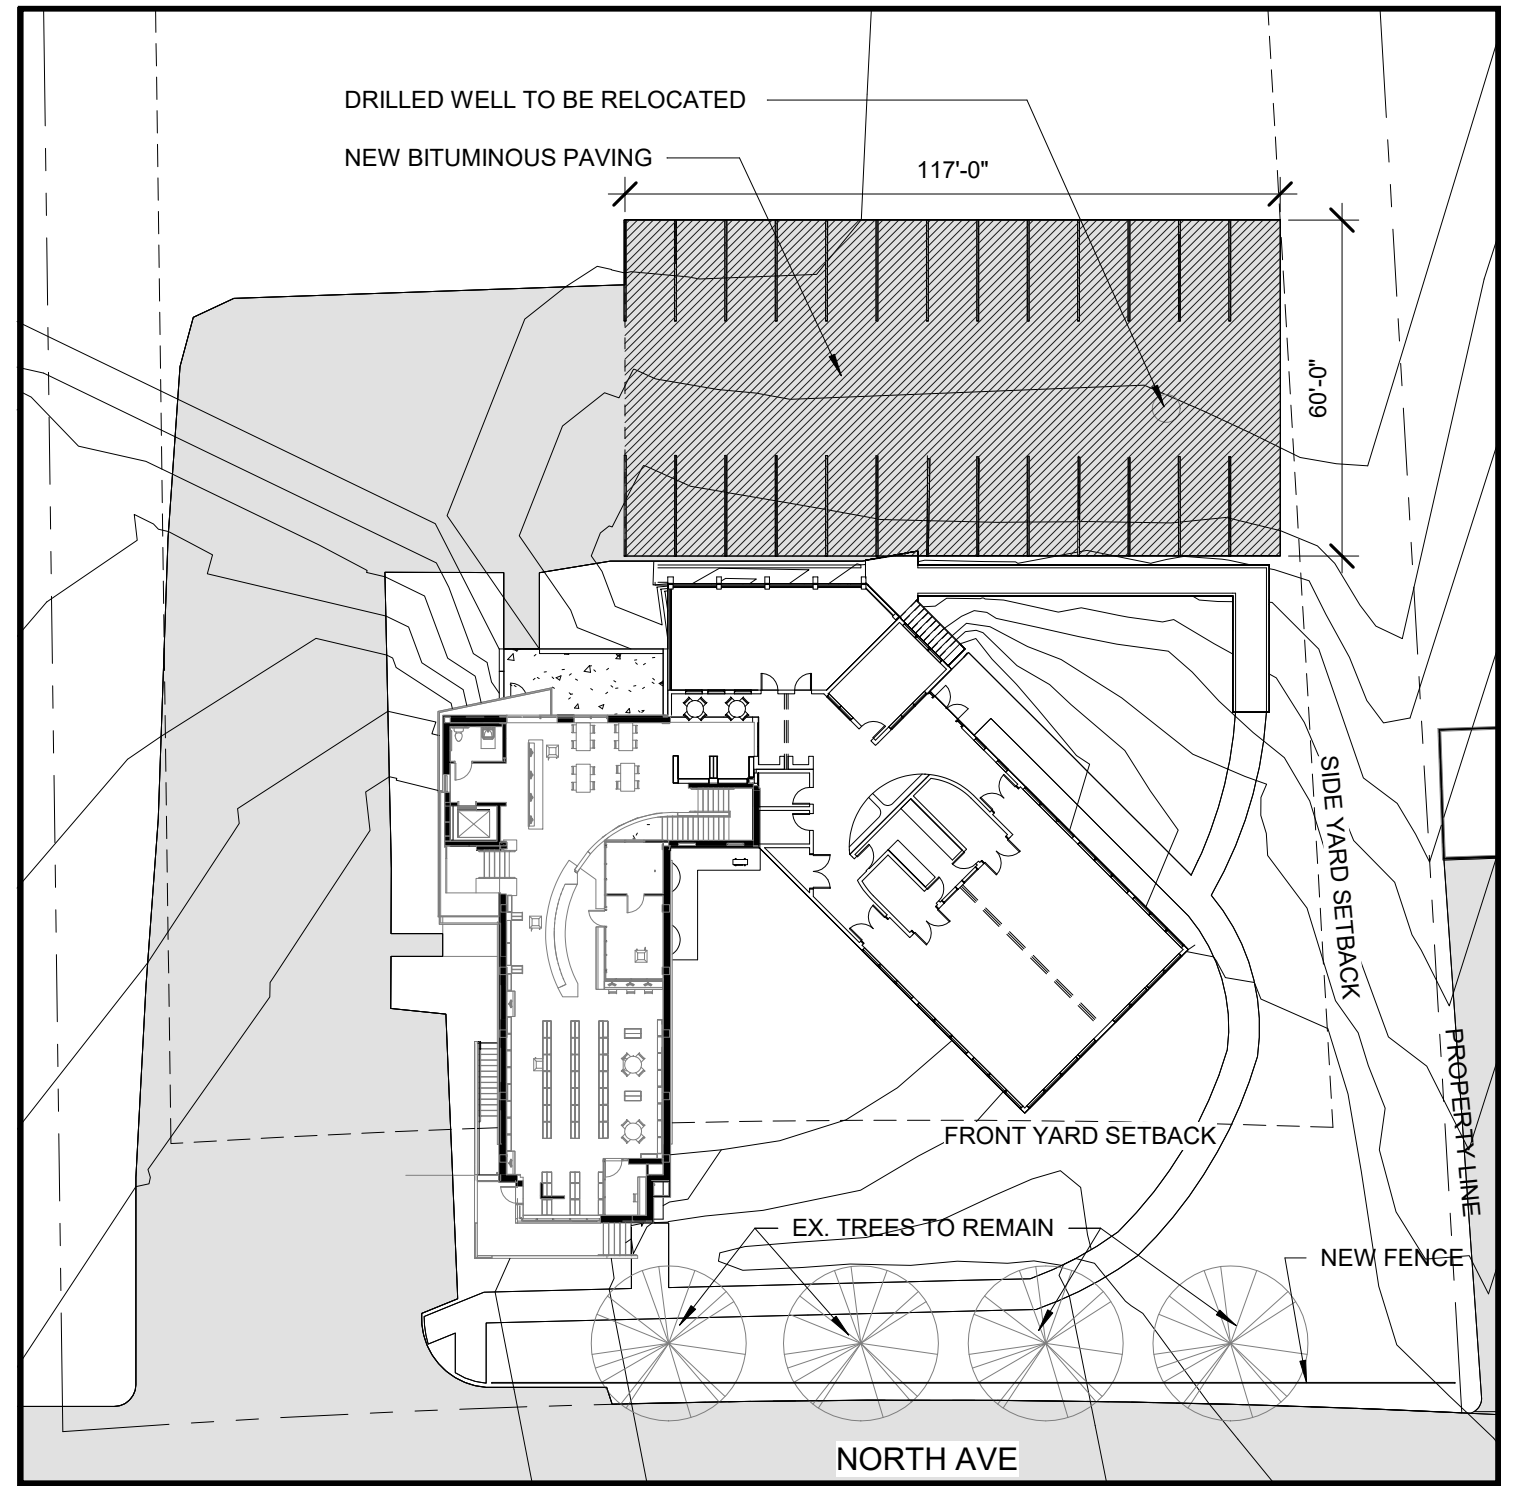 DRILLED WELL TO BE RELOCATED
NEW BITUMINOUS PAVING
117'-0"
60'-0"
SIDE YARD SETBACK
PROPERTY LINE
FRONT YARD SETBACK
EX. TREES TO REMAIN
NEW FENCE
NORTH AVE